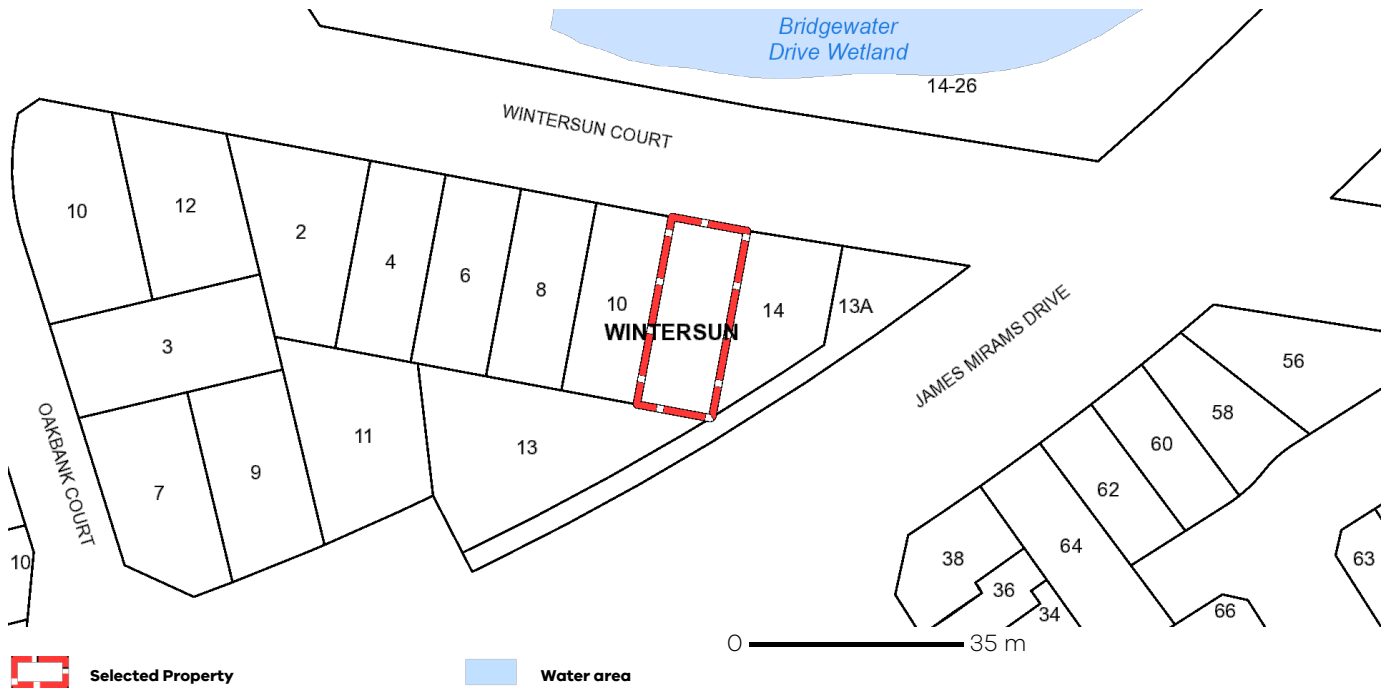 Bridgewater
Drive Wetland
14-26
WINTERSUN COURT
10
12
2
4
6
8
10
14
13A
WINTERSUN
3
JAMES MIRAMS DRIVE
56
58
60
62
64
38
36
34
66
63
OAKBANK COURT
11
13
9
7
10
0 35 m
Selected Property
Water area